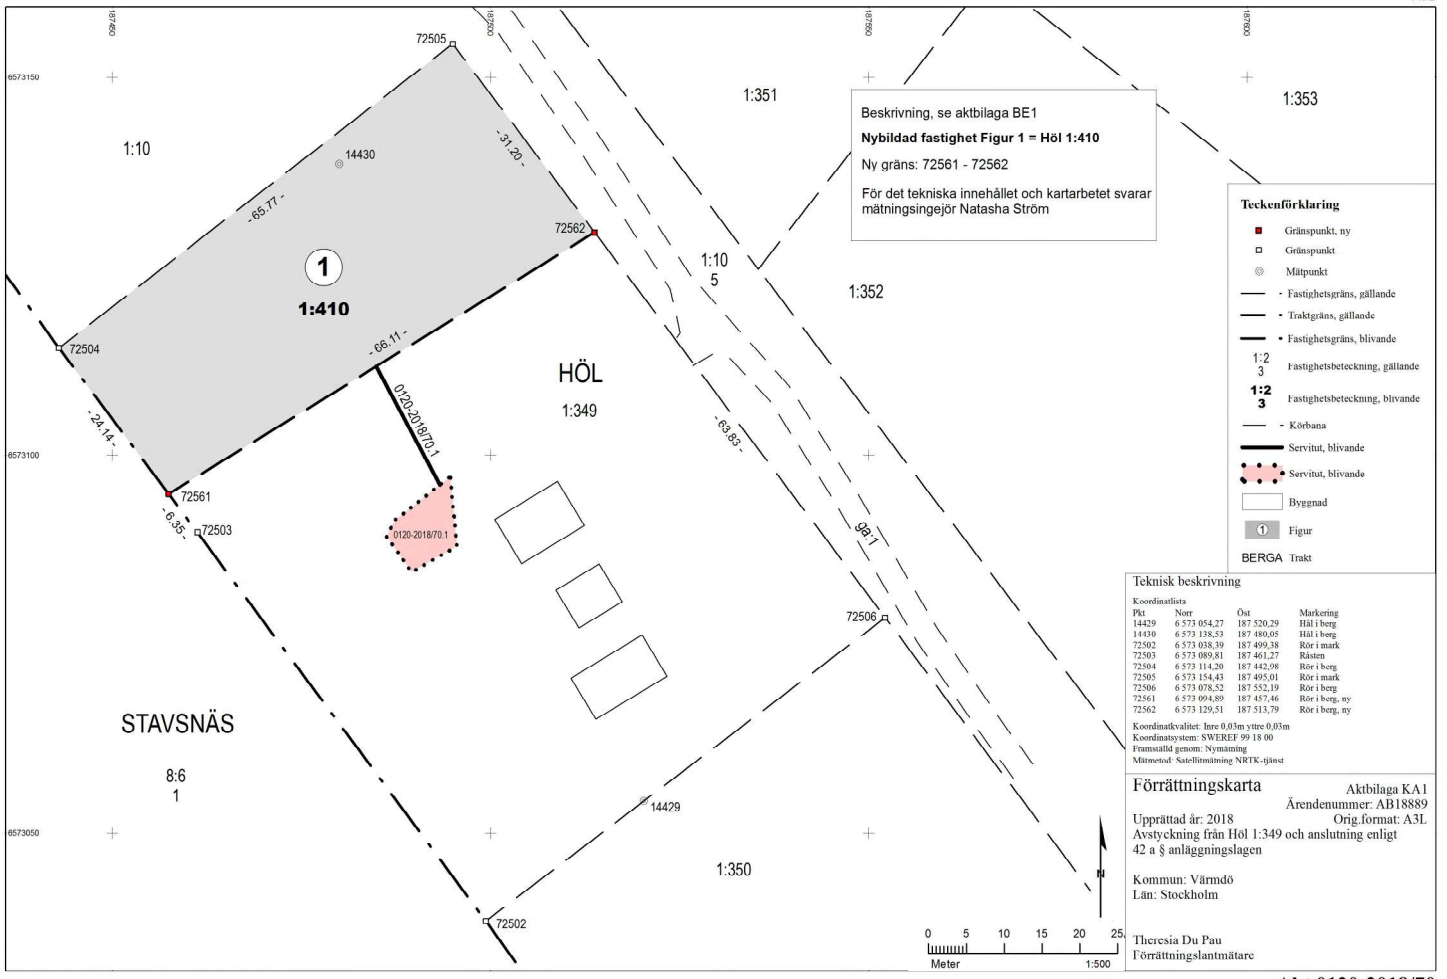 187450
187500
187550
187600
6573150
6573100
6573050
72505
- 31.20 -
1:351
1:353
1:10
14430
- 65.77 -
72562
1
1:410
1:10
5
1:352
72504
- 66.11 -
HÖL
1:349
- 24.14 -
0120-2018/70.1
- 63.83 -
72561
- 6.35 -
72503
0120-2018/70.1
ga:1
72506
STAVSNÄS
8:6
1
14429
1:350
72502
Beskrivning, se aktbilaga BE1
Nybildad fastighet Figur 1 = Höl 1:410
Ny gräns: 72561 - 72562
För det tekniska innehållet och kartarbetet svarar
mätningsingejör Natasha Ström
Teckenförklaring
Gränspunkt, ny
Gränspunkt
Mätpunkt
Fastighetsgräns, gällande
Traktgräns, gällande
Fastighetsgräns, blivande
1:2
3 Fastighetsbeteckning, gällande
1:2
3 Fastighetsbeteckning, blivande
Körbana
Servitut, blivande
Servitut, blivande
Byggnad
1 Figur
BERGA Trakt
Teknisk beskrivning
Koordinatlista
Pkt Norr Öst Markering
14429 6 573 054,27 187 520,29 Hål i berg
14430 6 573 138,53 187 480,05 Hål i berg
72502 6 573 038,39 187 499,38 Rör i mark
72503 6 573 089,81 187 461,27 Råsten
72504 6 573 114,20 187 442,98 Rör i berg
72505 6 573 154,43 187 495,01 Rör i mark
72506 6 573 078,52 187 552,19 Rör i berg
72561 6 573 094,89 187 457,46 Rör i berg, ny
72562 6 573 129,51 187 513,79 Rör i berg, ny
Koordinatkvalitet: Inre 0,03m yttre 0,03m
Koordinatsystem: SWEREF 99 18 00
Framställd genom: Nymätning
Mätmetod: Satellitmätning NRTK-tjänst
Förrättningskarta Aktbilaga KA1
Ärendenummer: AB18889
Upprättad år: 2018 Orig.format: A3L
Avstyckning från Höl 1:349 och anslutning enligt
42 a § anläggningslagen
Kommun: Värmdö
Län: Stockholm
Theresia Du Pau
Förrättningslantmätare
N
0 5 10 15 20 25
Meter 1:500